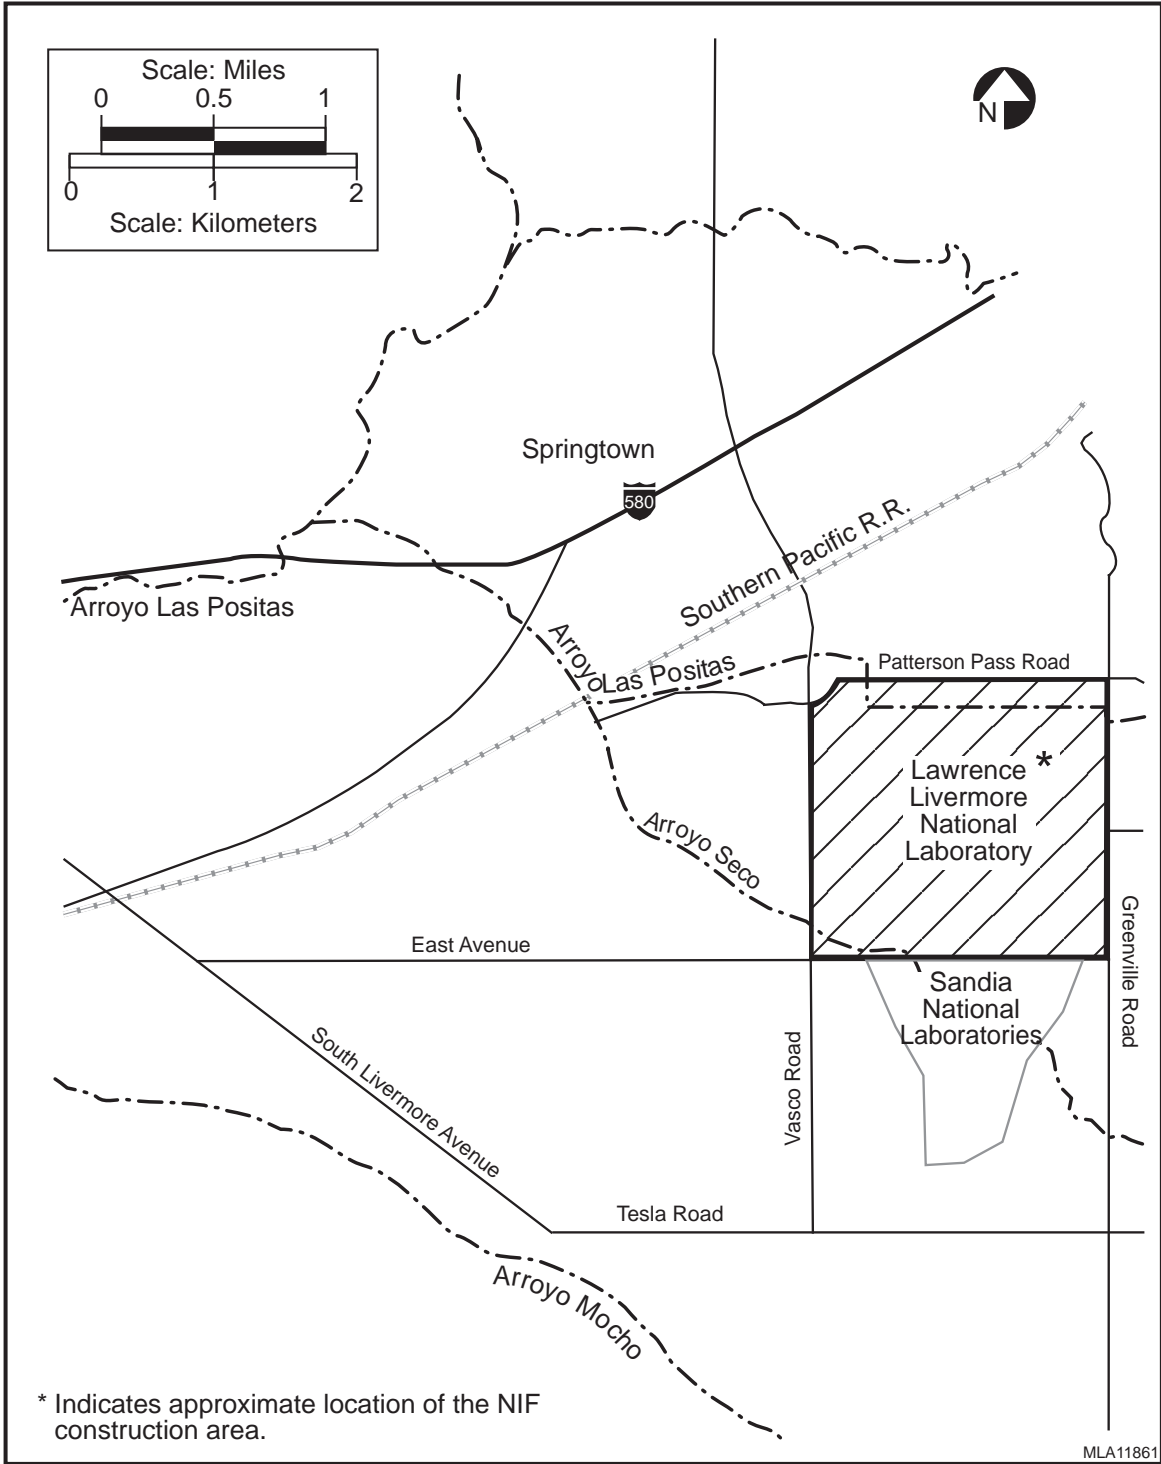 Scale: Miles
0 0.5 1
0 1 2
Scale: Kilometers
N
Springtown
580
Southern Pacific R.R.
Arroyo Las Positas
Arroyo
Las Positas
Patterson Pass Road
Lawrence *
Livermore
National
Laboratory
Arroyo Seco
Greenville Road
East Avenue
Sandia
National
Laboratories
South Livermore Avenue
Vasco Road
Tesla Road
Arroyo Mocho
* Indicates approximate location of the NIF
construction area.
MLA11861